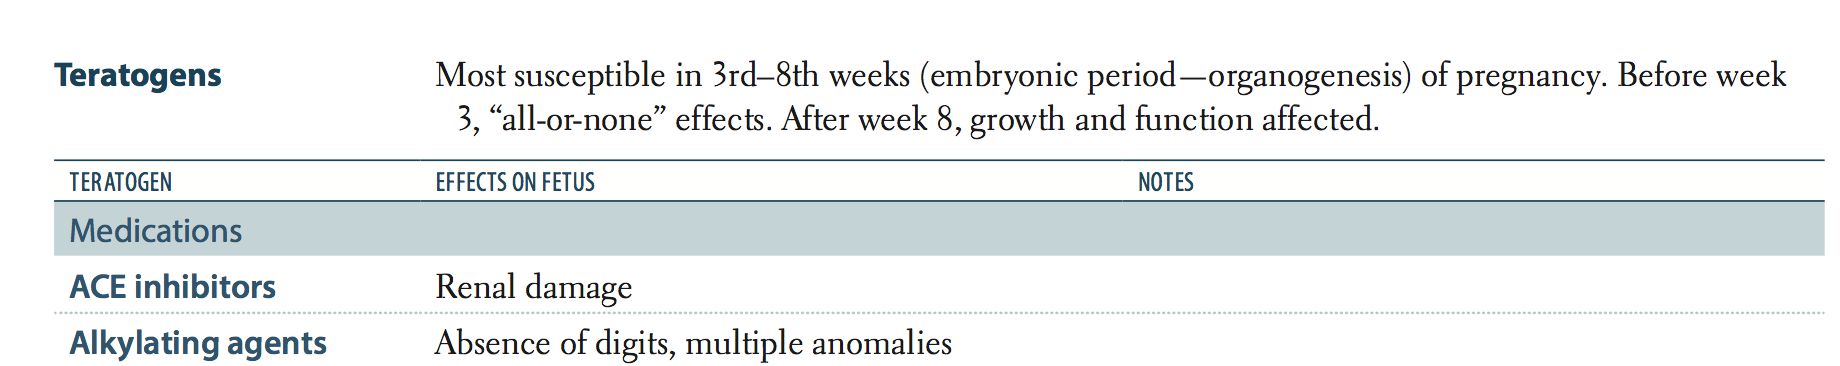 Teratogens
Most susceptible in 3rd–8th weeks (embryonic period—organogenesis) of pregnancy. Before week
3, “all-or-none” effects. After week 8, growth and function affected.
TERATOGEN EFFECTS ON FETUS NOTES
Medications
ACE inhibitors Renal damage
Alkylating agents Absence of digits, multiple anomalies